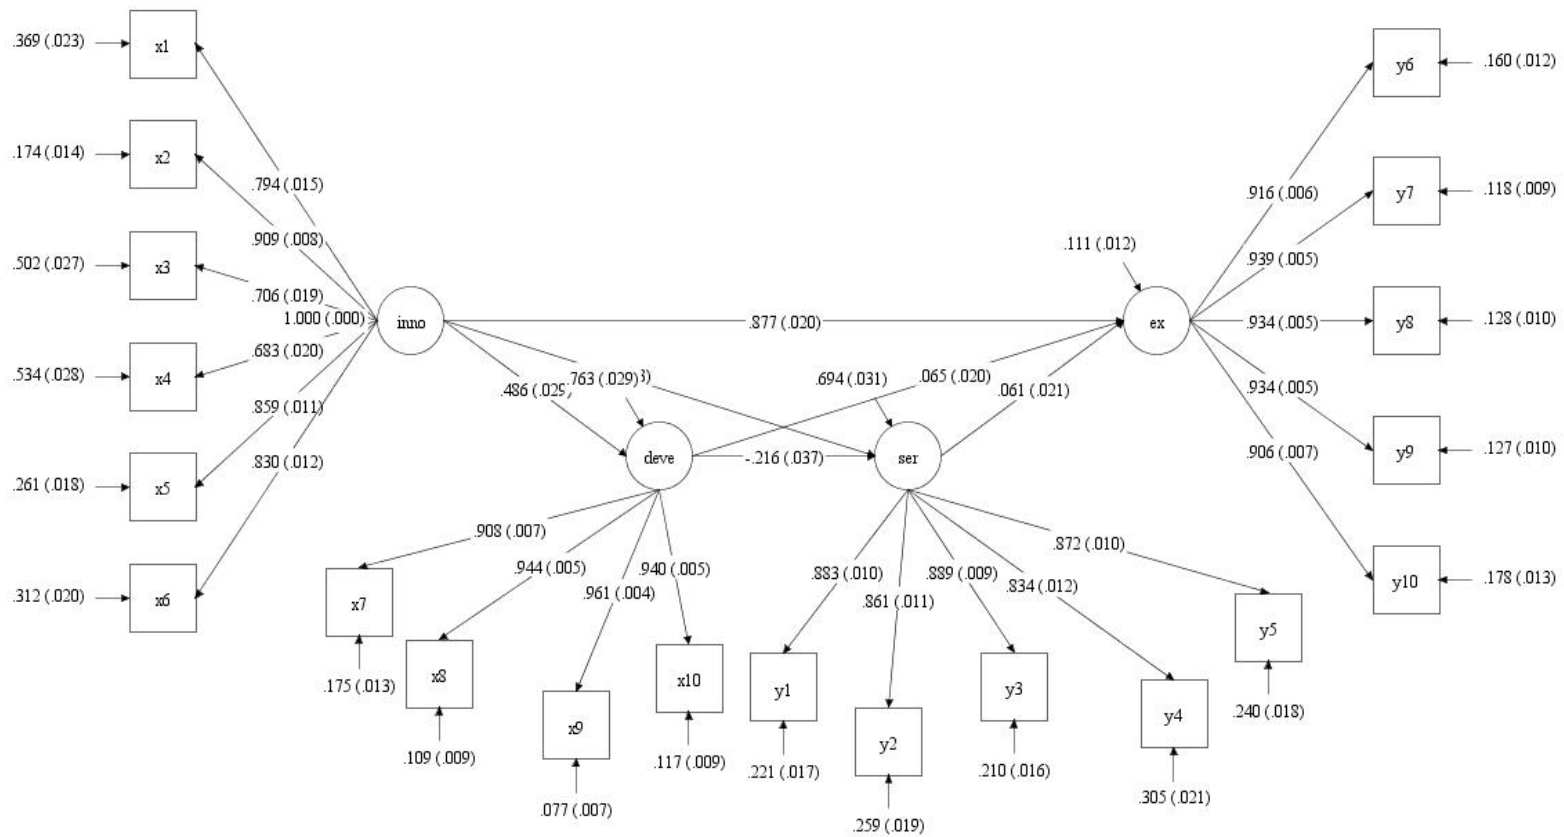 .369 (.023)
x1
.174 (.014)
x2
.502 (.027)
x3
.534 (.028)
x4
.261 (.018)
x5
.312 (.020)
x6
.794 (.015)
.909 (.008)
.706 (.019)
1.000 (.000)
.683 (.020)
.859 (.011)
.830 (.012)
inno
.877 (.020)
.486 (.029)
.763 (.029)
.065 (.020)
.694 (.031)
.061 (.021)
deve
-.216 (.037)
ser
.111 (.012)
ex
.916 (.006)
.939 (.005)
.934 (.005)
.934 (.005)
.906 (.007)
y6
.160 (.012)
y7
.118 (.009)
y8
.128 (.010)
y9
.127 (.010)
y10
.178 (.013)
.908 (.007)
.944 (.005)
.961 (.004)
.940 (.005)
.883 (.010)
.861 (.011)
.889 (.009)
.834 (.012)
.872 (.010)
x7
.175 (.013)
x8
.109 (.009)
x9
.077 (.007)
x10
.117 (.009)
y1
.221 (.017)
y2
.259 (.019)
y3
.210 (.016)
y4
.305 (.021)
y5
.240 (.018)